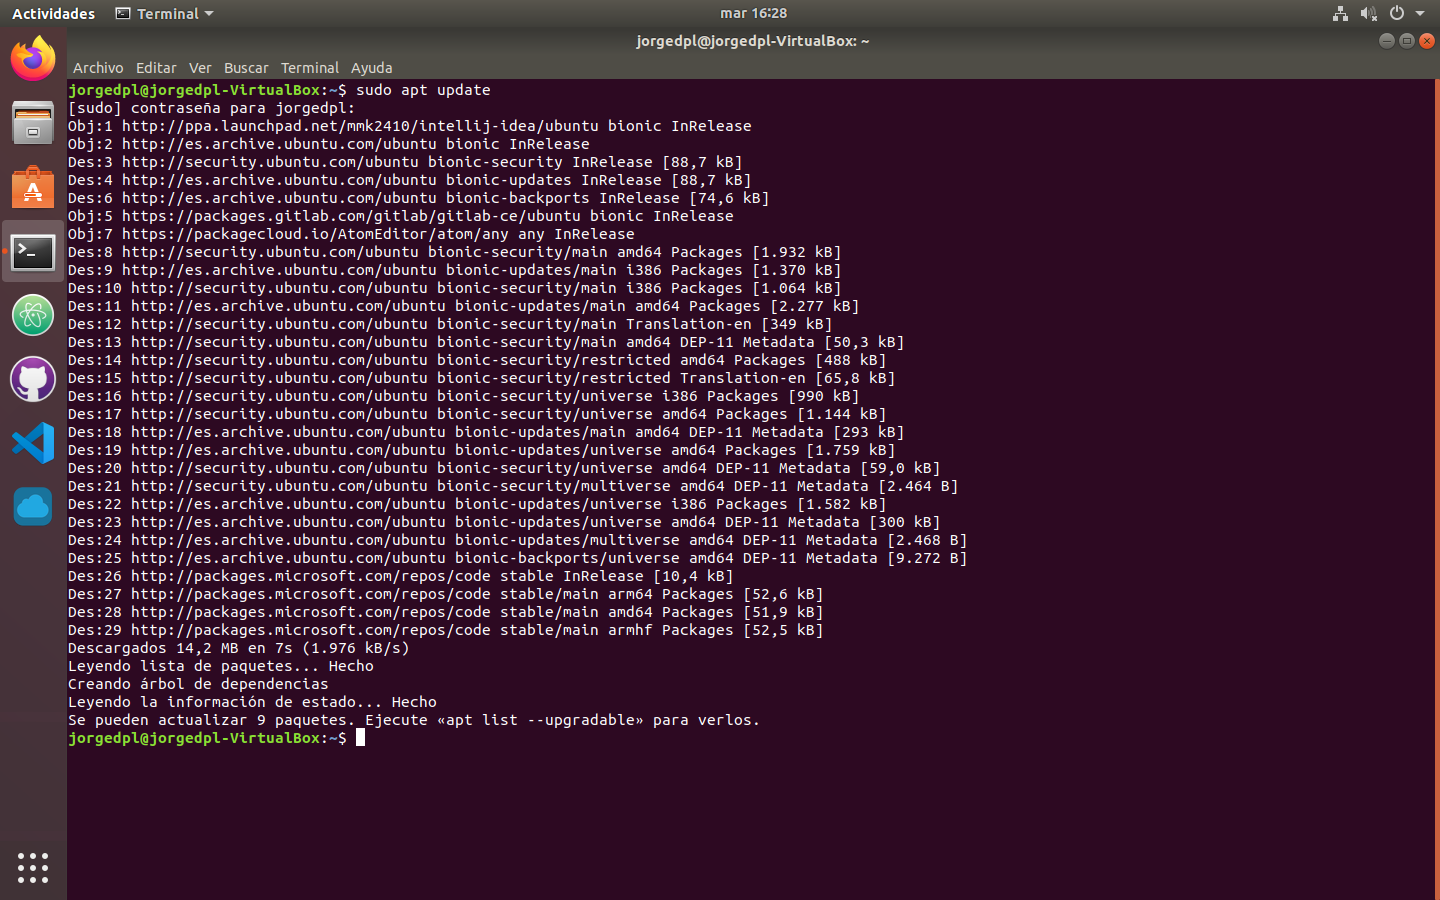 Actividades Terminal mar 16:28
jorgedpl@jorgedpl-VirtualBox: ~
Archivo Editar Ver Buscar Terminal Ayuda
jorgedpl@jorgedpl-VirtualBox:~$ sudo apt update
[sudo] contraseña para jorgedpl:
Obj:1 http://ppa.launchpad.net/mmk2410/intellij-idea/ubuntu bionic InRelease
Obj:2 http://es.archive.ubuntu.com/ubuntu bionic InRelease
Des:3 http://security.ubuntu.com/ubuntu bionic-security InRelease [88,7 kB]
Des:4 http://es.archive.ubuntu.com/ubuntu bionic-updates InRelease [88,7 kB]
Des:6 http://es.archive.ubuntu.com/ubuntu bionic-backports InRelease [74,6 kB]
Obj:5 https://packages.gitlab.com/gitlab/gitlab-ce/ubuntu bionic InRelease
Obj:7 https://packagecloud.io/AtomEditor/atom/any any InRelease
Des:8 http://security.ubuntu.com/ubuntu bionic-security/main amd64 Packages [1.932 kB]
Des:9 http://es.archive.ubuntu.com/ubuntu bionic-updates/main i386 Packages [1.370 kB]
Des:10 http://security.ubuntu.com/ubuntu bionic-security/main i386 Packages [1.064 kB]
Des:11 http://es.archive.ubuntu.com/ubuntu bionic-updates/main amd64 Packages [2.277 kB]
Des:12 http://security.ubuntu.com/ubuntu bionic-security/main Translation-en [349 kB]
Des:13 http://security.ubuntu.com/ubuntu bionic-security/main amd64 DEP-11 Metadata [50,3 kB]
Des:14 http://security.ubuntu.com/ubuntu bionic-security/restricted amd64 Packages [488 kB]
Des:15 http://security.ubuntu.com/ubuntu bionic-security/restricted Translation-en [65,8 kB]
Des:16 http://security.ubuntu.com/ubuntu bionic-security/universe i386 Packages [990 kB]
Des:17 http://security.ubuntu.com/ubuntu bionic-security/universe amd64 Packages [1.144 kB]
Des:18 http://es.archive.ubuntu.com/ubuntu bionic-updates/main amd64 DEP-11 Metadata [293 kB]
Des:19 http://es.archive.ubuntu.com/ubuntu bionic-updates/universe amd64 Packages [1.759 kB]
Des:20 http://security.ubuntu.com/ubuntu bionic-security/universe amd64 DEP-11 Metadata [59,0 kB]
Des:21 http://security.ubuntu.com/ubuntu bionic-security/multiverse amd64 DEP-11 Metadata [2.464 B]
Des:22 http://es.archive.ubuntu.com/ubuntu bionic-updates/universe i386 Packages [1.582 kB]
Des:23 http://es.archive.ubuntu.com/ubuntu bionic-updates/universe amd64 DEP-11 Metadata [300 kB]
Des:24 http://es.archive.ubuntu.com/ubuntu bionic-updates/multiverse amd64 DEP-11 Metadata [2.468 B]
Des:25 http://es.archive.ubuntu.com/ubuntu bionic-backports/universe amd64 DEP-11 Metadata [9.272 B]
Des:26 http://packages.microsoft.com/repos/code stable InRelease [10,4 kB]
Des:27 http://packages.microsoft.com/repos/code stable/main arm64 Packages [52,6 kB]
Des:28 http://packages.microsoft.com/repos/code stable/main amd64 Packages [51,9 kB]
Des:29 http://packages.microsoft.com/repos/code stable/main armhf Packages [52,5 kB]
Descargados 14,2 MB en 7s (1.976 kB/s)
Leyendo lista de paquetes... Hecho
Creando árbol de dependencias
Leyendo la información de estado... Hecho
Se pueden actualizar 9 paquetes. Ejecute «apt list --upgradable» para verlos.
jorgedpl@jorgedpl-VirtualBox:~$